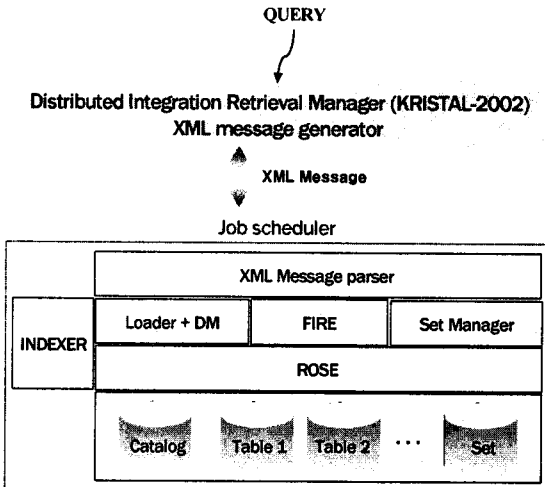 QUERY
Distributed Integration Retrieval Manager (KRISTAL-2002)
XML message generator
XML Message
Job scheduler
XML Message parser
INDEXER
Loader + DM
FIRE
Set Manager
ROSE
Catalog
Table 1
Table 2
...
Set